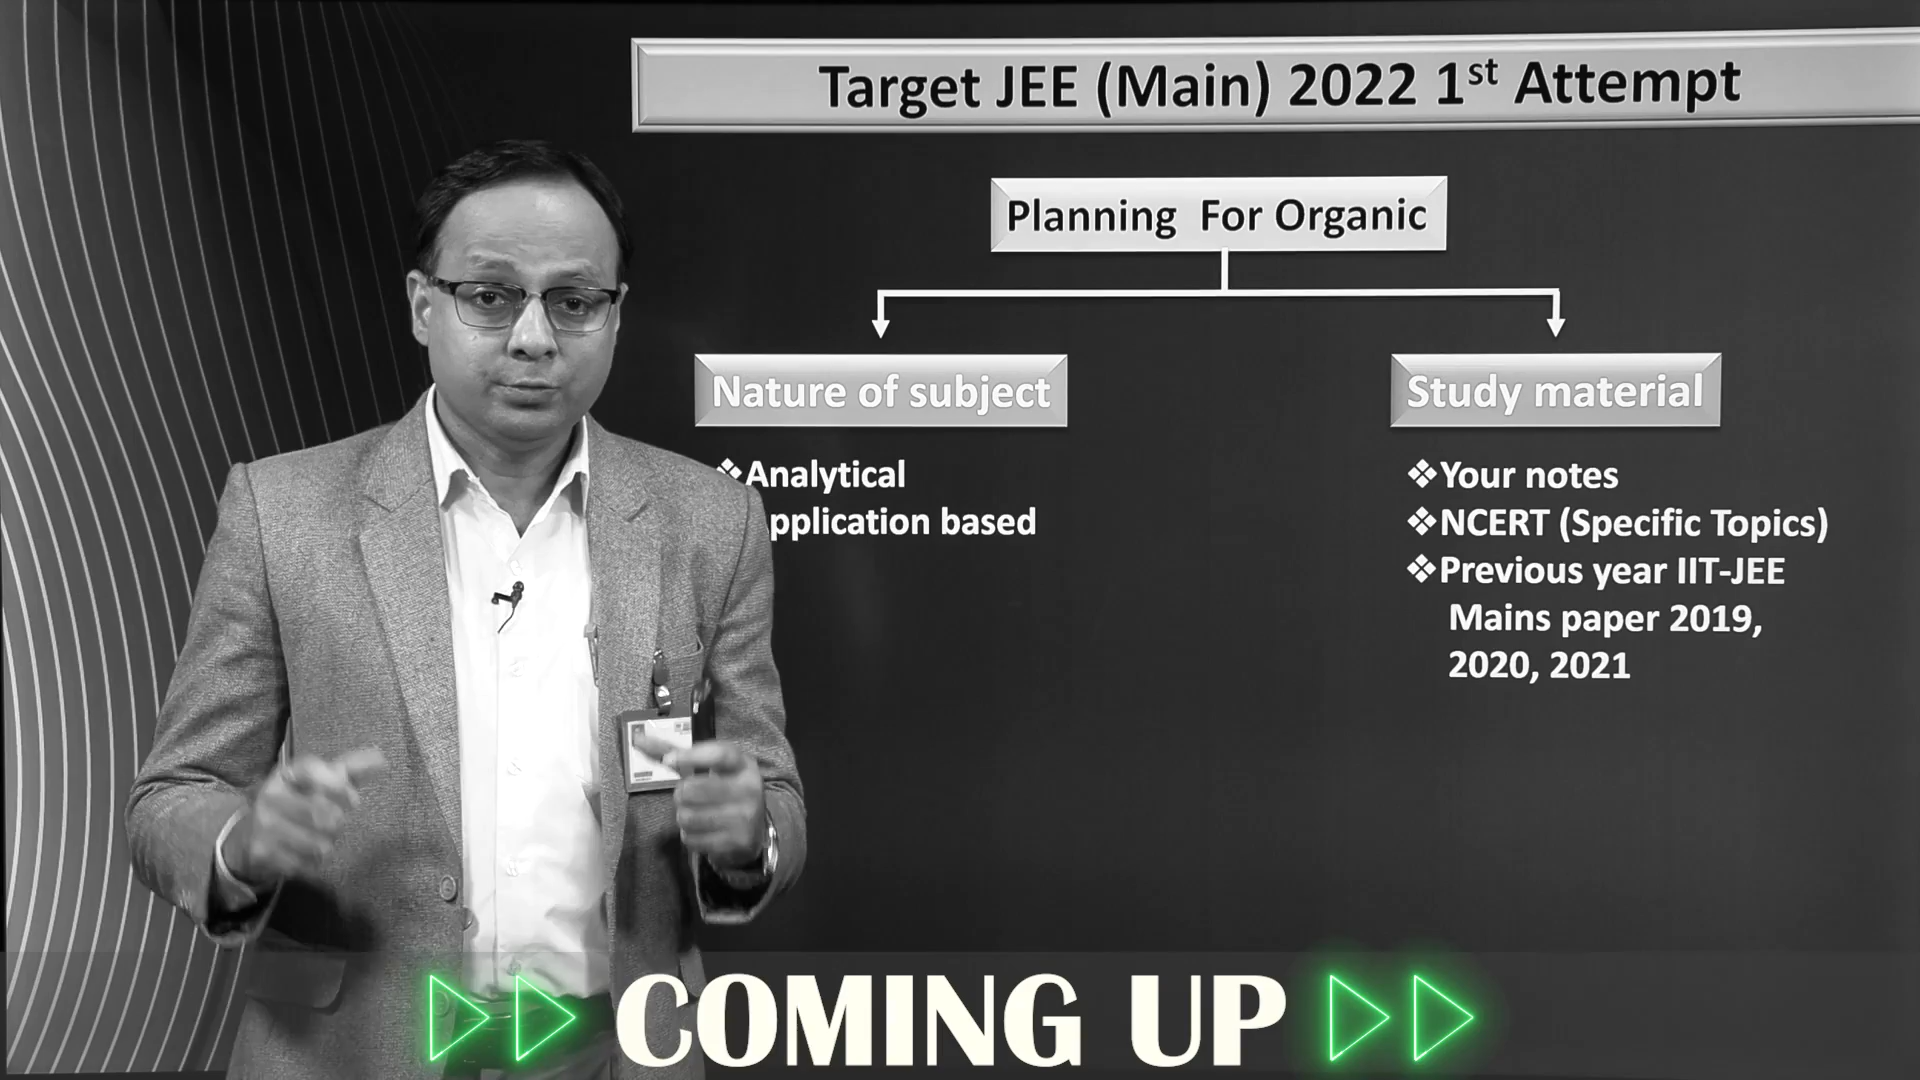 Target JEE (Main) 2022 1st Attempt
Planning For Organic
Nature of subject
❖Analytical
pplication based
Study material
❖Your notes
❖NCERT (Specific Topics)
❖Previous year IIT-JEE
Mains paper 2019,
2020, 2021
COMING UP